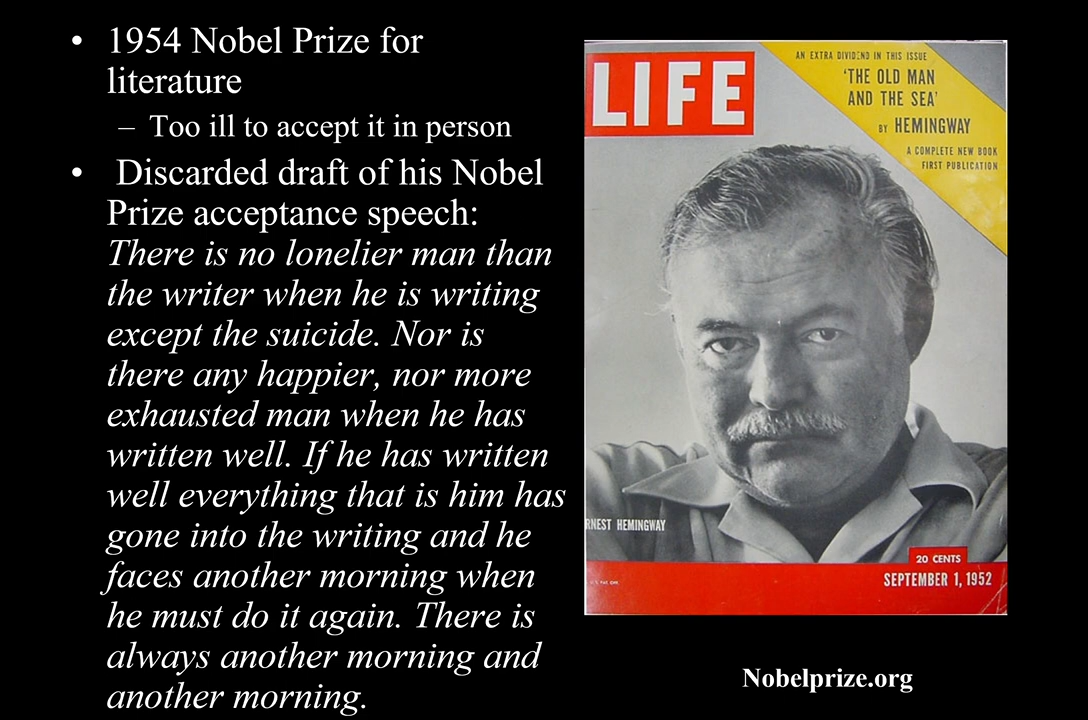 • 1954 Nobel Prize for
literature
– Too ill to accept it in person
• Discarded draft of his Nobel
Prize acceptance speech:
There is no lonelier man than
the writer when he is writing
except the suicide. Nor is
there any happier, nor more
exhausted man when he has
written well. If he has written
well everything that is him has
gone into the writing and he
faces another morning when
he must do it again. There is
always another morning and
another morning.
LIFE
AN EXTRA DIVIDEND IN THIS ISSUE
‘THE OLD MAN
AND THE SEA’
BY HEMINGWAY
A COMPLETE NEW BOOK
FIRST PUBLICATION
RNEST HEMINGWAY
20 CENTS
SEPTEMBER 1, 1952
Nobelprize.org